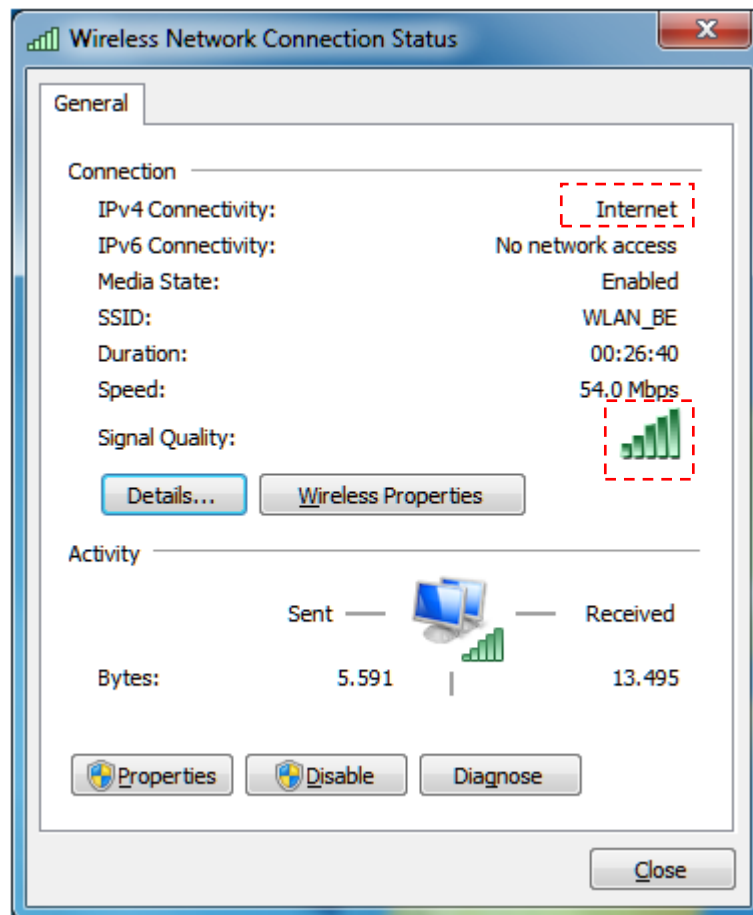 Wireless Network Connection Status
General
Connection
IPv4 Connectivity: Internet
IPv6 Connectivity: No network access
Media State: Enabled
SSID: WLAN_BE
Duration: 00:26:40
Speed: 54.0 Mbps
Signal Quality:
Details... Wireless Properties
Activity
Sent Received
Bytes: 5.591 13.495
Properties Disable Diagnose
Close